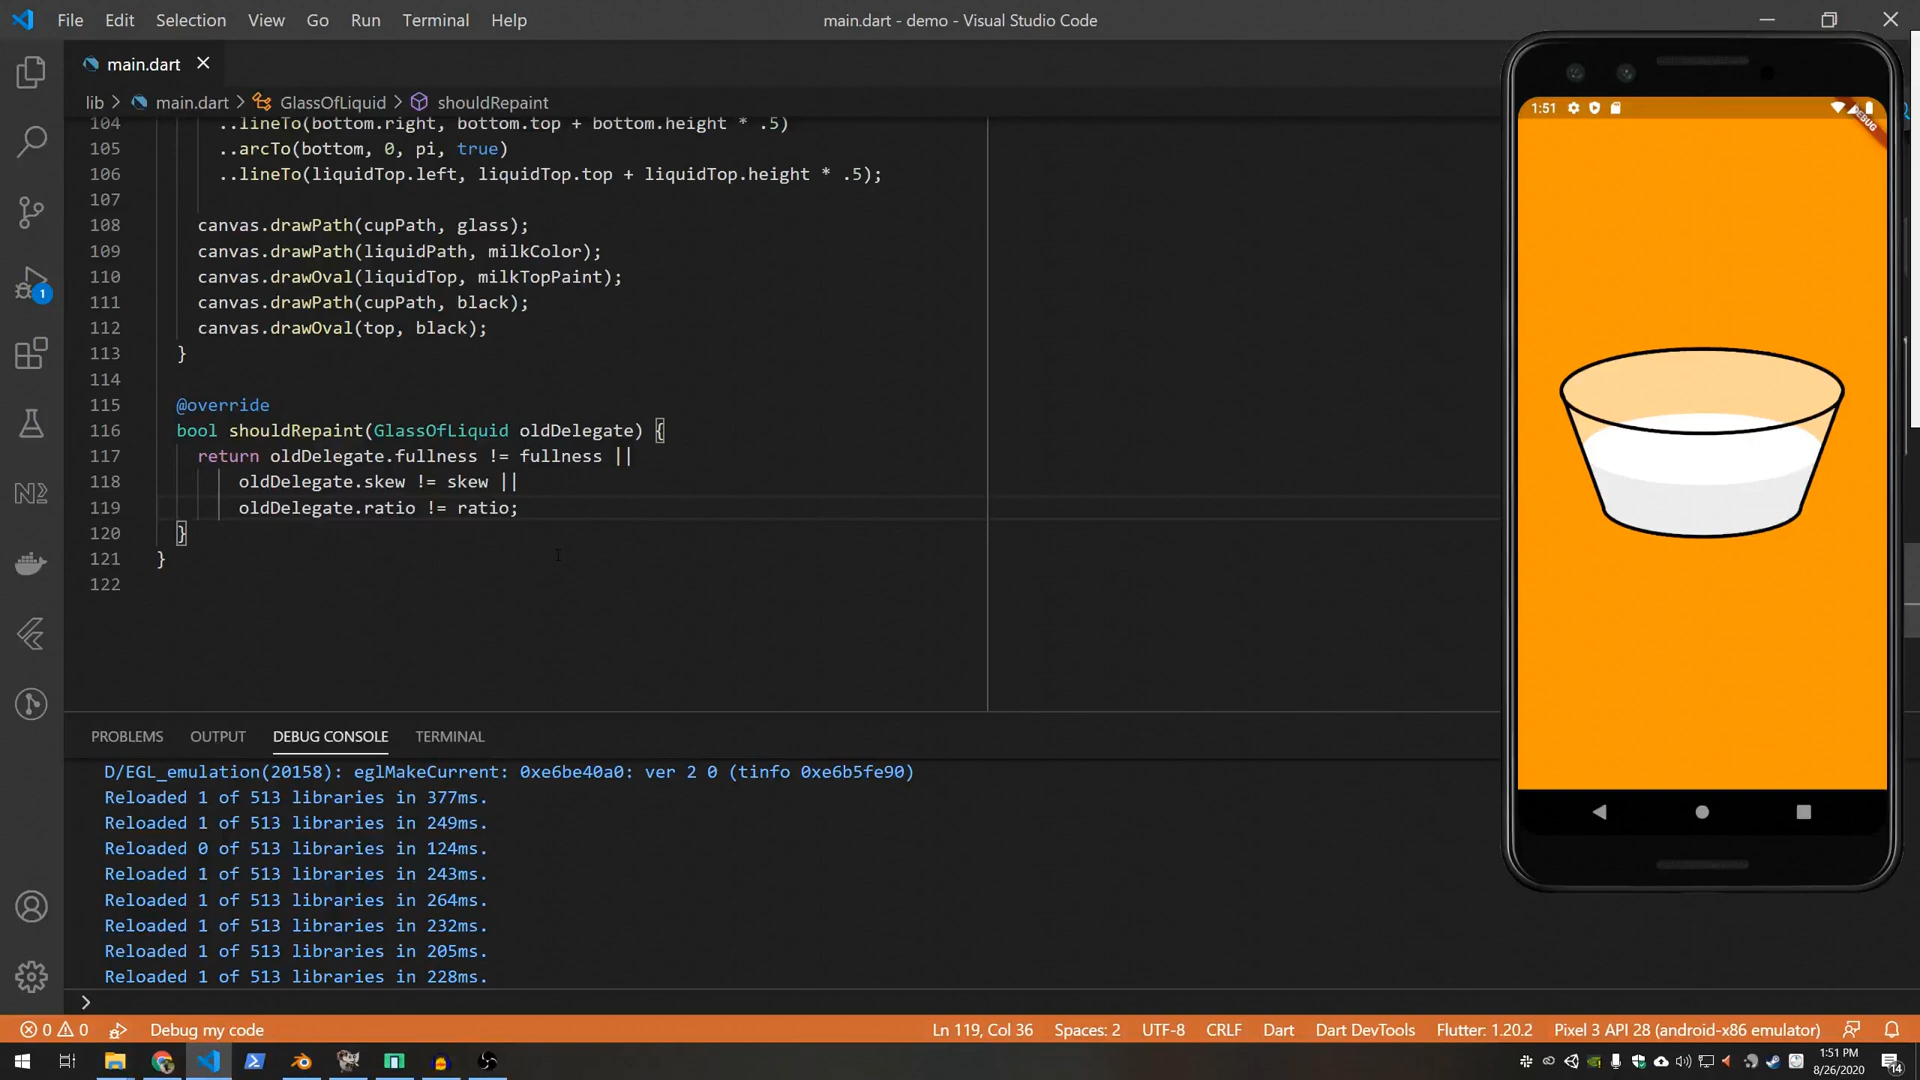 File Edit Selection View Go Run Terminal Help
main.dart - demo - Visual Studio Code
main.dart
lib > main.dart > GlassOfLiquid > shouldRepaint
104 ..lineTo(bottom.right, bottom.top + bottom.height * .5)
105 ..arcTo(bottom, 0, pi, true)
106 ..lineTo(liquidTop.left, liquidTop.top + liquidTop.height * .5);
107
108 canvas.drawPath(cupPath, glass);
109 canvas.drawPath(liquidPath, milkColor);
110 canvas.drawOval(liquidTop, milkTopPaint);
111 canvas.drawPath(cupPath, black);
112 canvas.drawOval(top, black);
113 }
114
115 @override
116 bool shouldRepaint(GlassOfLiquid oldDelegate) {
117 return oldDelegate.fullness != fullness ||
118 oldDelegate.skew != skew ||
119 oldDelegate.ratio != ratio;
120 }
121 }
122
1:51
DEBUG
1
PROBLEMS OUTPUT DEBUG CONSOLE TERMINAL
D/EGL_emulation(20158): eglMakeCurrent: 0xe6be40a0: ver 2 0 (tinfo 0xe6b5fe90)
Reloaded 1 of 513 libraries in 377ms.
Reloaded 1 of 513 libraries in 249ms.
Reloaded 0 of 513 libraries in 124ms.
Reloaded 1 of 513 libraries in 243ms.
Reloaded 1 of 513 libraries in 264ms.
Reloaded 1 of 513 libraries in 232ms.
Reloaded 1 of 513 libraries in 205ms.
Reloaded 1 of 513 libraries in 228ms.
>
0 0 Debug my code Ln 119, Col 36 Spaces: 2 UTF-8 CRLF Dart Dart DevTools Flutter: 1.20.2 Pixel 3 API 28 (android-x86 emulator)
1:51 PM
8/26/2020
14